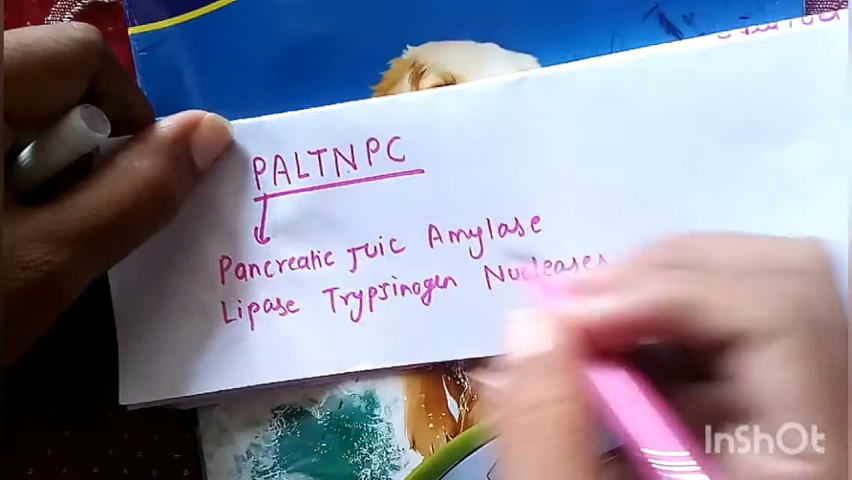 PALTNPC
Pancreatic Juic Amylase
Lipase Trypsinogen Nucleases
InShOt